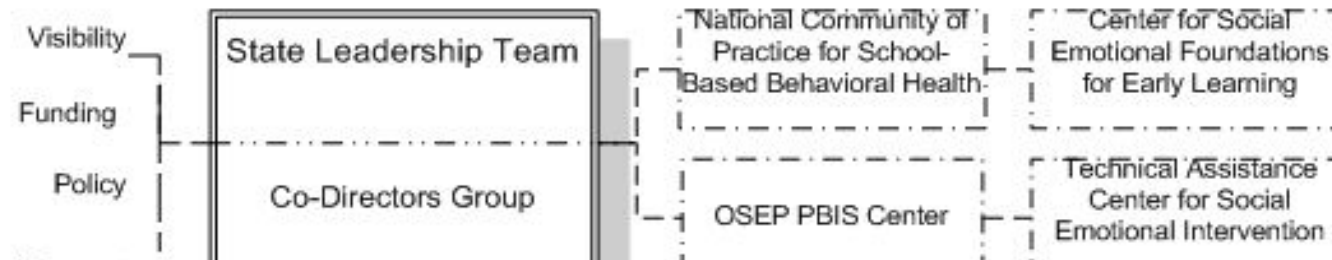 Visibility
Funding
Policy
State Leadership Team
Co-Directors Group
National Community of
Practice for School-
Based Behavioral Health
OSEP PBIS Center
Center for Social
Emotional Foundations
for Early Learning
Technical Assistance
Center for Social
Emotional Intervention